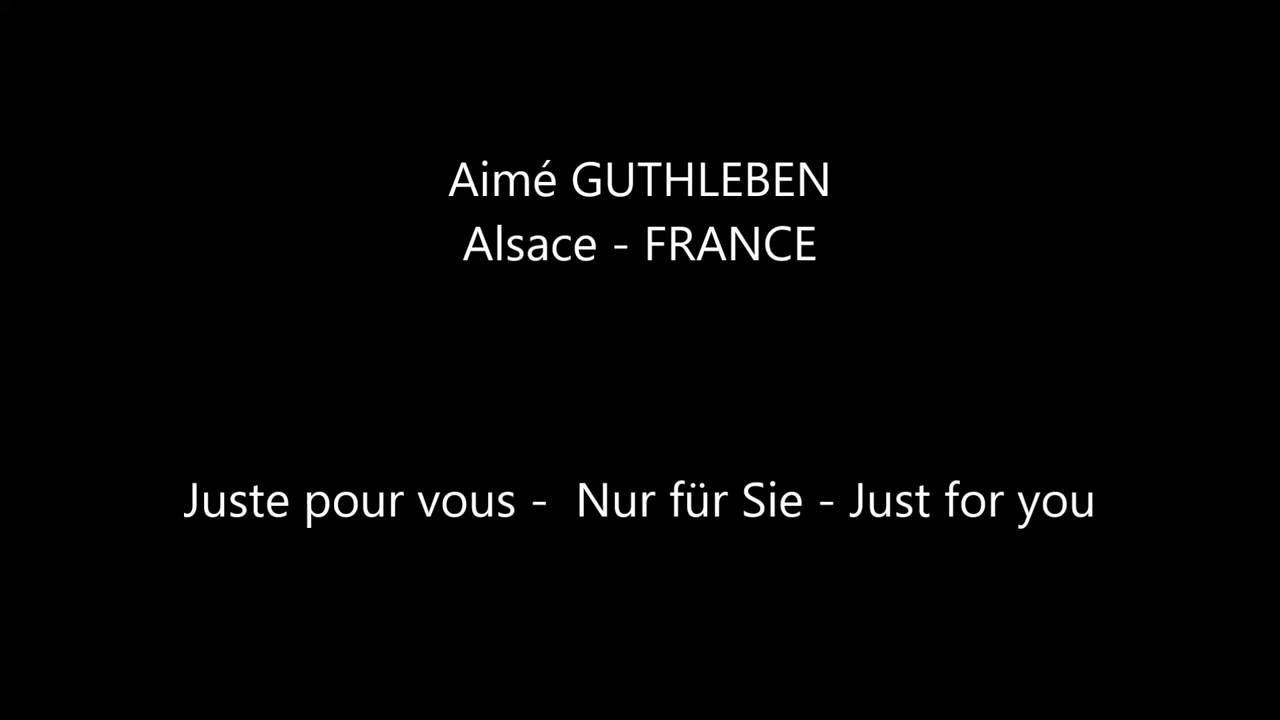 Aimé GUTHLEBEN
Alsace - FRANCE
Juste pour vous -  Nur für Sie - Just for you